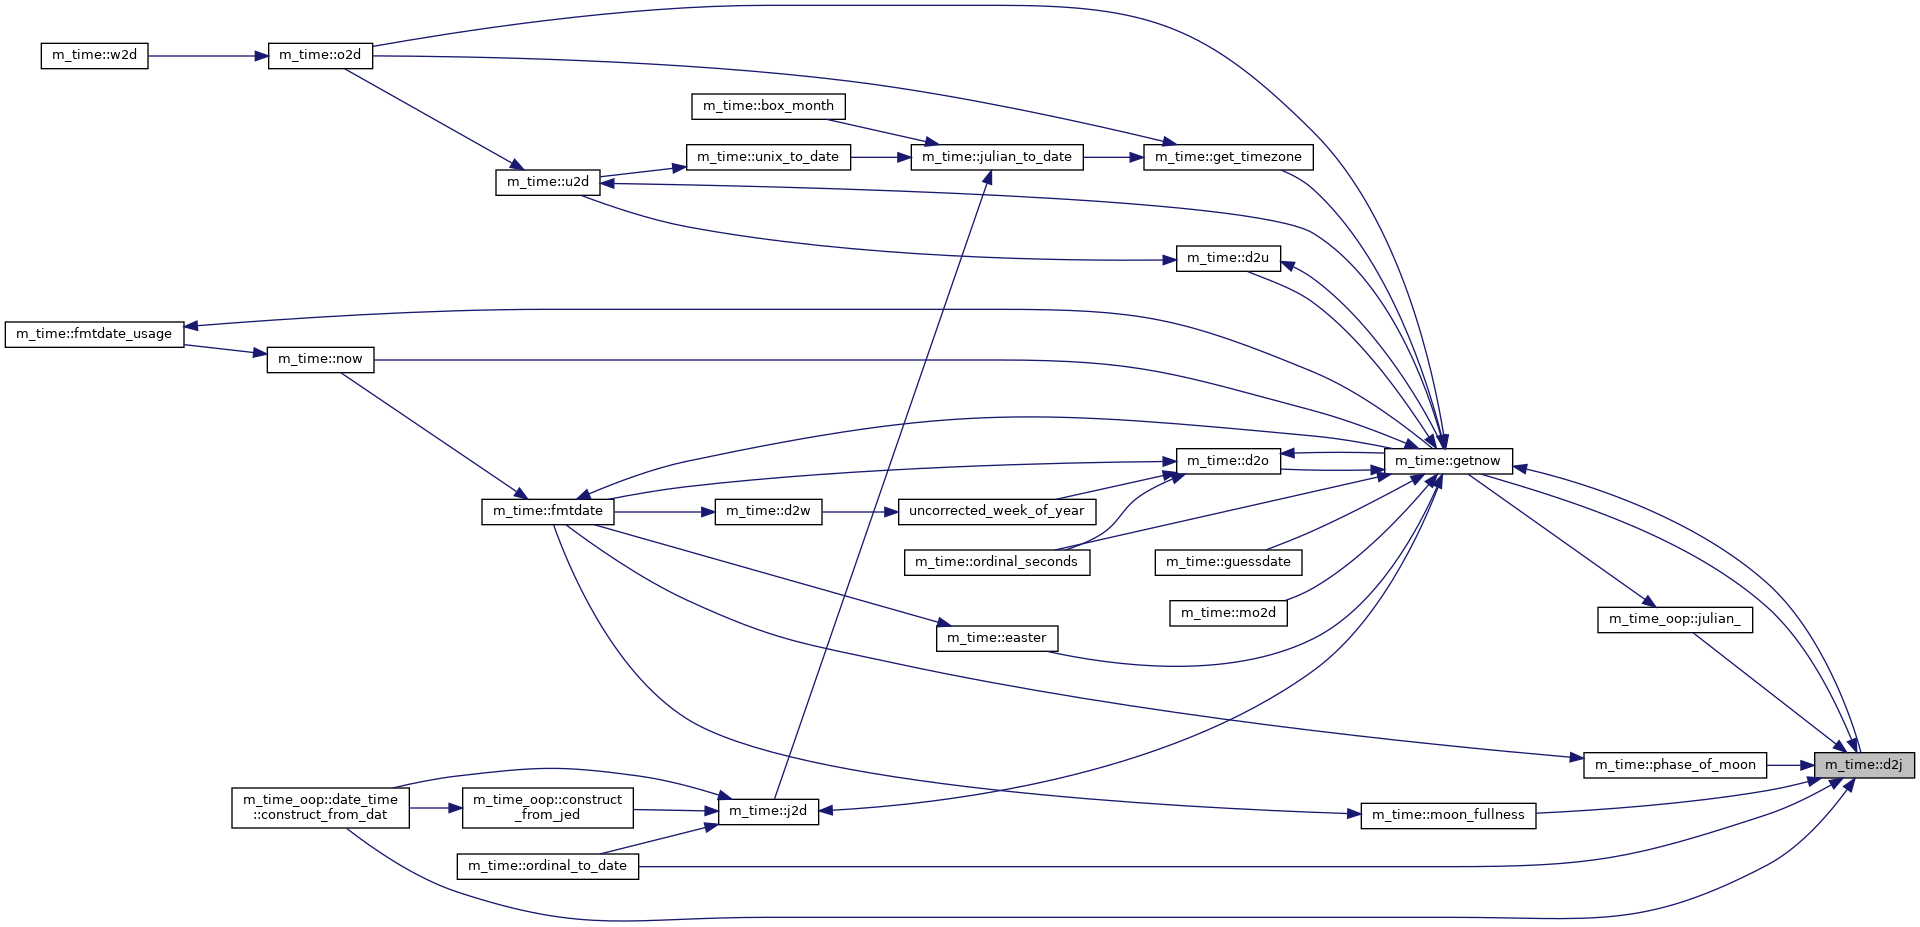 m_time::w2d
m_time::o2d
m_time::box_month
m_time::unix_to_date
m_time::julian_to_date
m_time::get_timezone
m_time::u2d
m_time::d2u
m_time::fmtdate_usage
m_time::now
m_time::d2o
m_time::getnow
m_time::fmtdate
m_time::d2w
uncorrected_week_of_year
m_time::ordinal_seconds
m_time::guessdate
m_time::mo2d
m_time_oop::julian_
m_time::easter
m_time::phase_of_moon
m_time::d2j
m_time_oop::date_time
::construct_from_dat
m_time_oop::construct
_from_jed
m_time::j2d
m_time::moon_fullness
m_time::ordinal_to_date